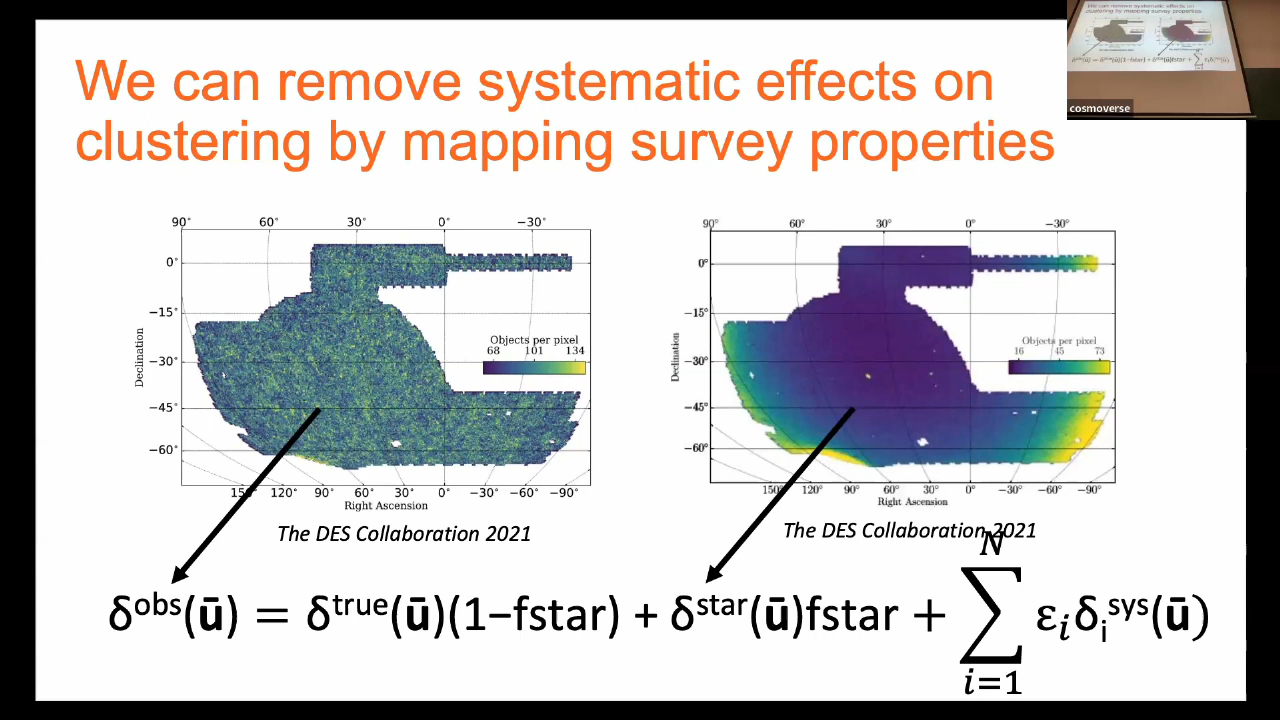 We can remove systematic effects on
clustering by mapping survey properties
cosmoverse
90° 60° 30° 0° −30°
0°
−15°
−30°
−45°
−60°
Declination
Objects per pixel
68 101 134
120° 90° 60° 30° 0° −30° −60° −90°
Right Ascension
The DES Collaboration 2021
90° 60° 30° 0° −30°
0°
−15°
−30°
−45°
−60°
Declination
Objects per pixel
16 45 73
150° 120° 90° 60° 30° 0° −30° −60° −90°
Right Ascension
The DES Collaboration 2021
δ^obs(ū) = δ^true(ū)(1−fstar) + δ^star(ū)fstar + ∑_{i=1}^{N} ε_i δ_i^sys(ū)